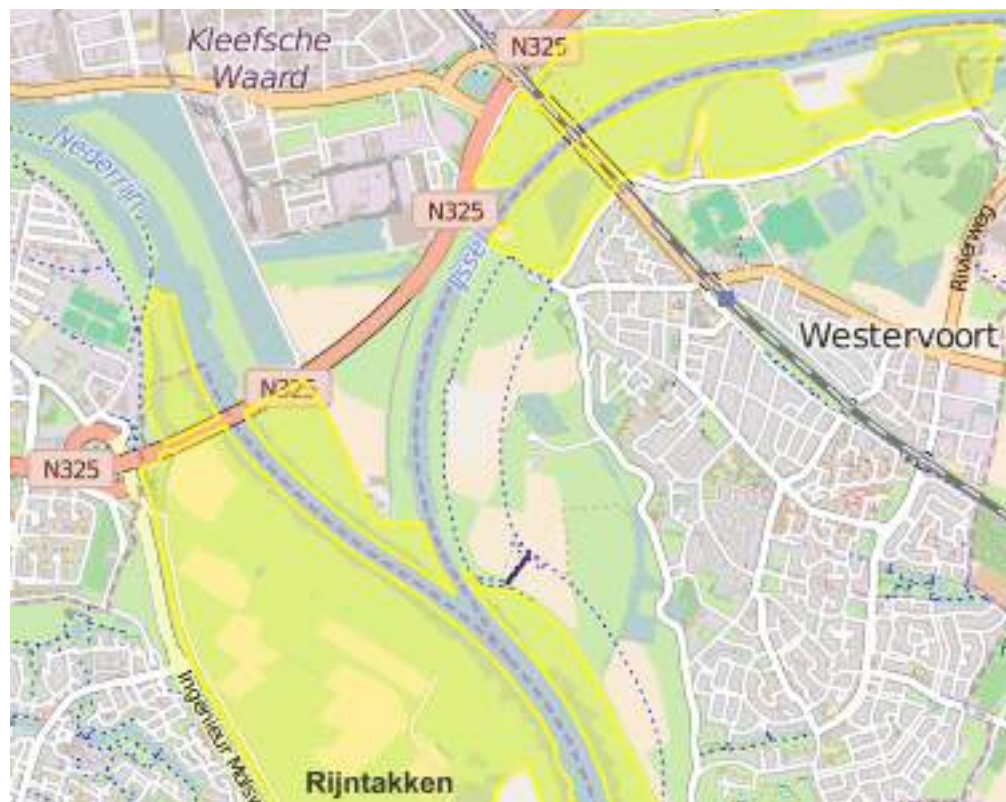 Kleefsche
Waard
N325
Nederrijn
N325
IJssel
Rivierweg
Westervoort
N325
N325
Rijntakken